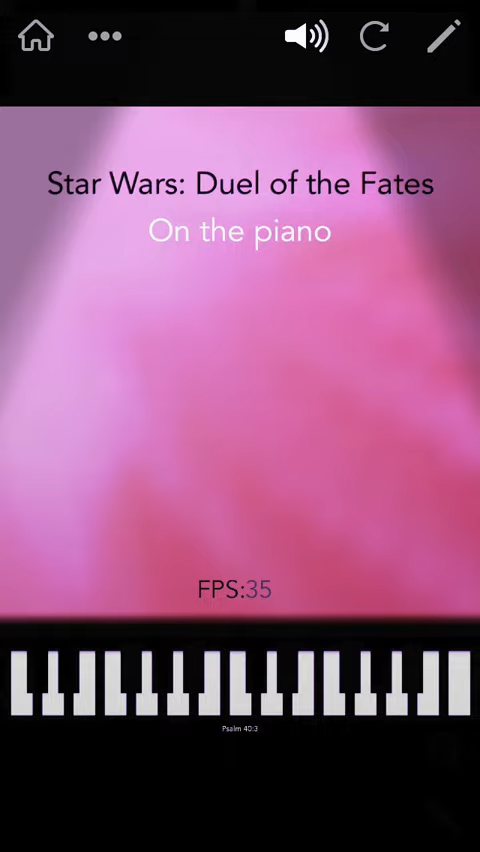 Star Wars: Duel of the Fates
On the piano
FPS:35
Psalm 40:3